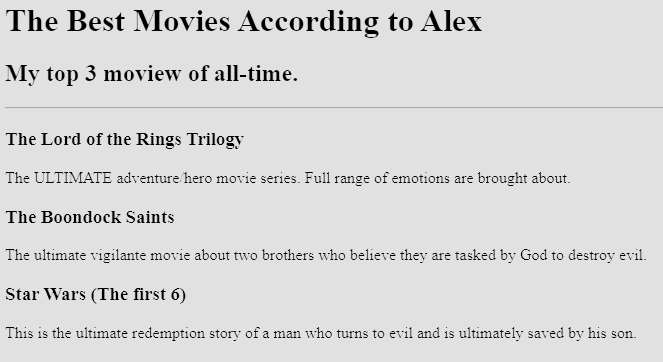 The Best Movies According to Alex
My top 3 moview of all-time.
The Lord of the Rings Trilogy
The ULTIMATE adventure/hero movie series. Full range of emotions are brought about.
The Boondock Saints
The ultimate vigilante movie about two brothers who believe they are tasked by God to destroy evil.
Star Wars (The first 6)
This is the ultimate redemption story of a man who turns to evil and is ultimately saved by his son.